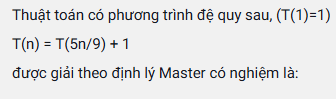 Thuật toán có phương trình đệ quy sau, (T(1)=1)
T(n) = T(5n/9) + 1
được giải theo định lý Master có nghiệm là: